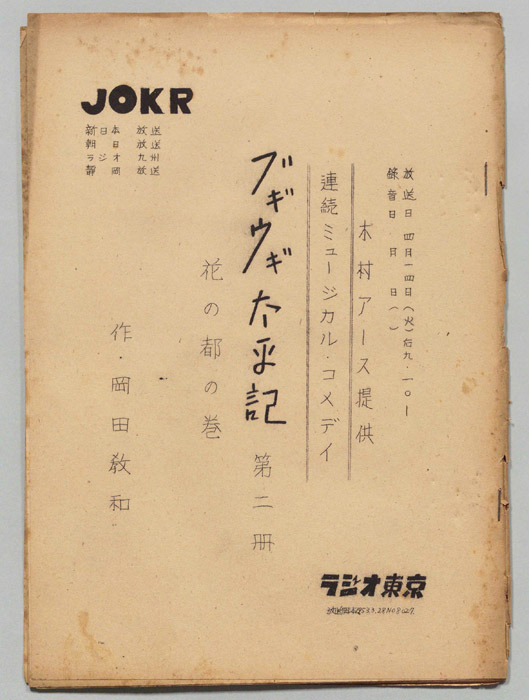 JOKR
新日本放送
朝日放送
ラジオ九州
静岡放送
放送日 四月一四日(火)后九・一〇ー
録音日 月 日( )
木村アース提供
連続ミュージカル・コメデイ
ブギウギ太平記 第二册
花の都の巻
作・岡田教和
ラジオ東京